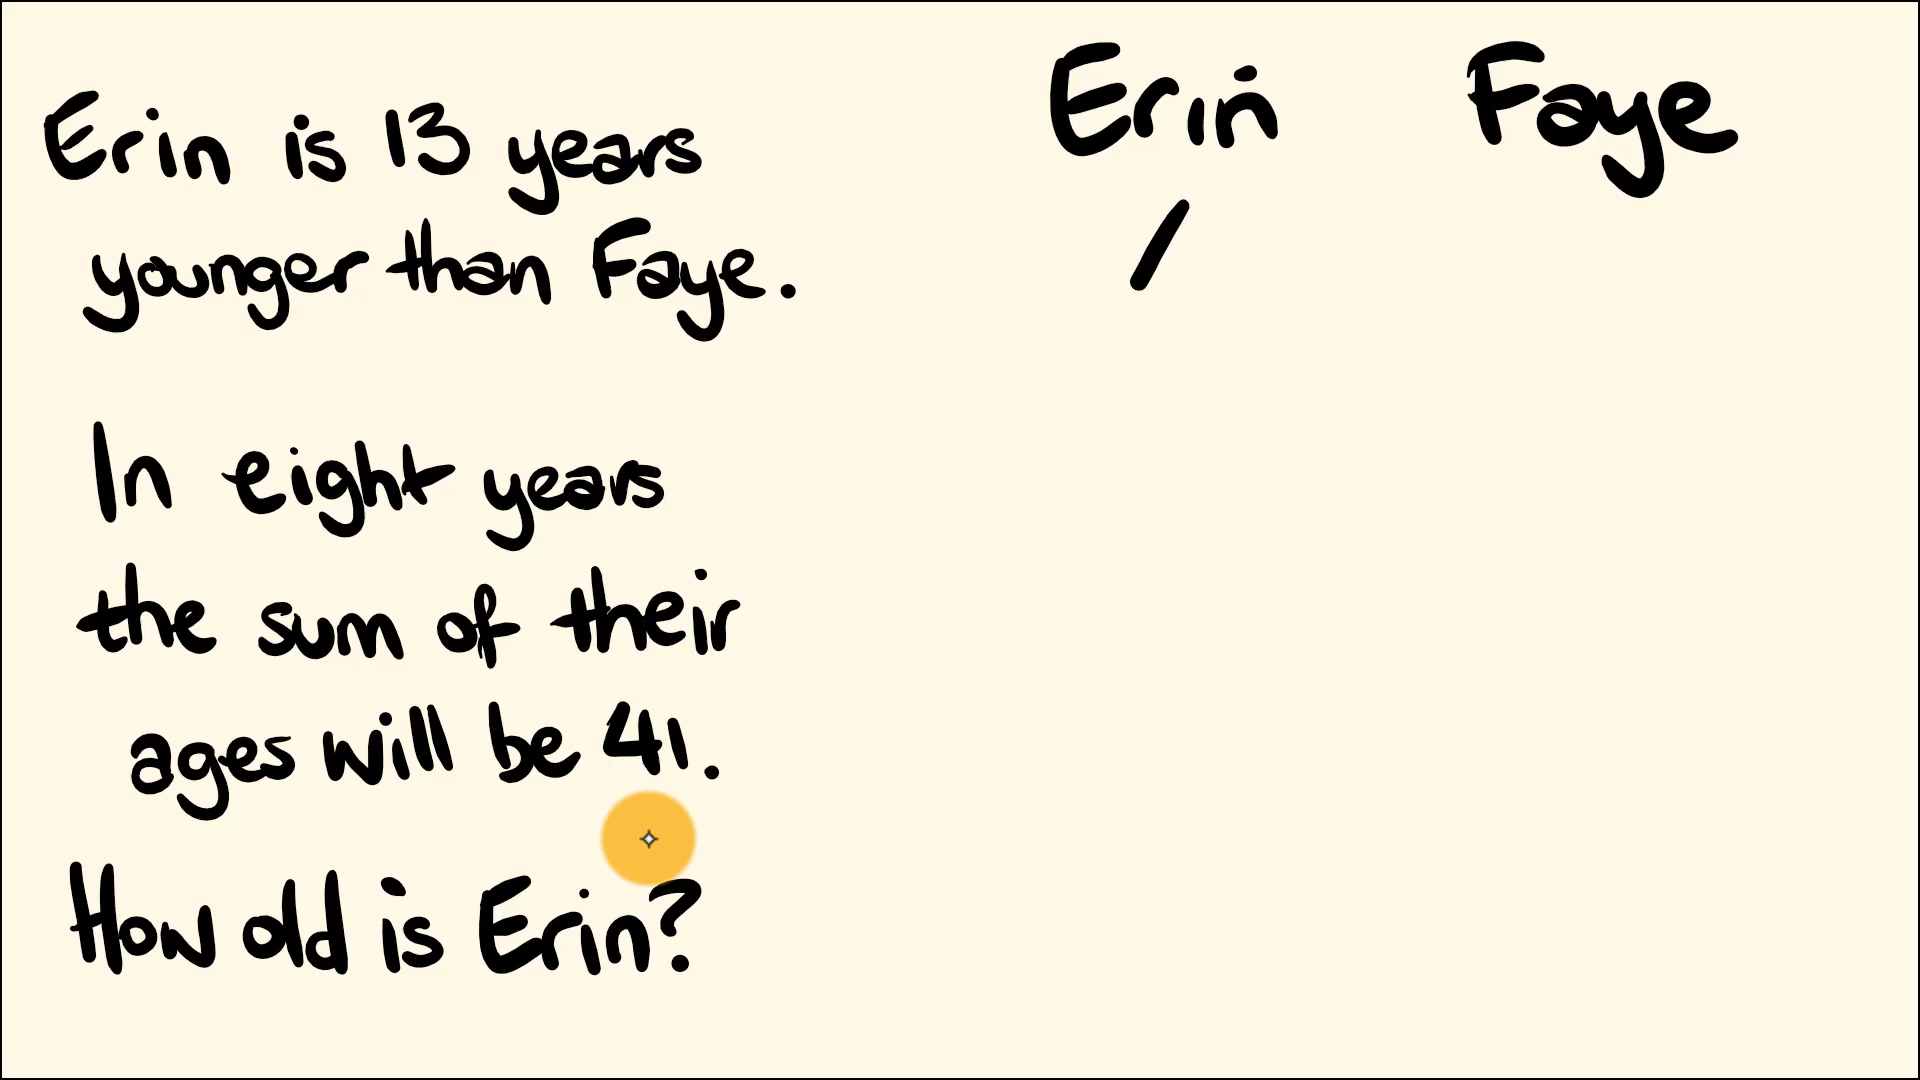 Erin is 13 years
younger than Faye.
In eight years
the sum of their
ages will be 41.
How old is Erin?
Erin Faye
/